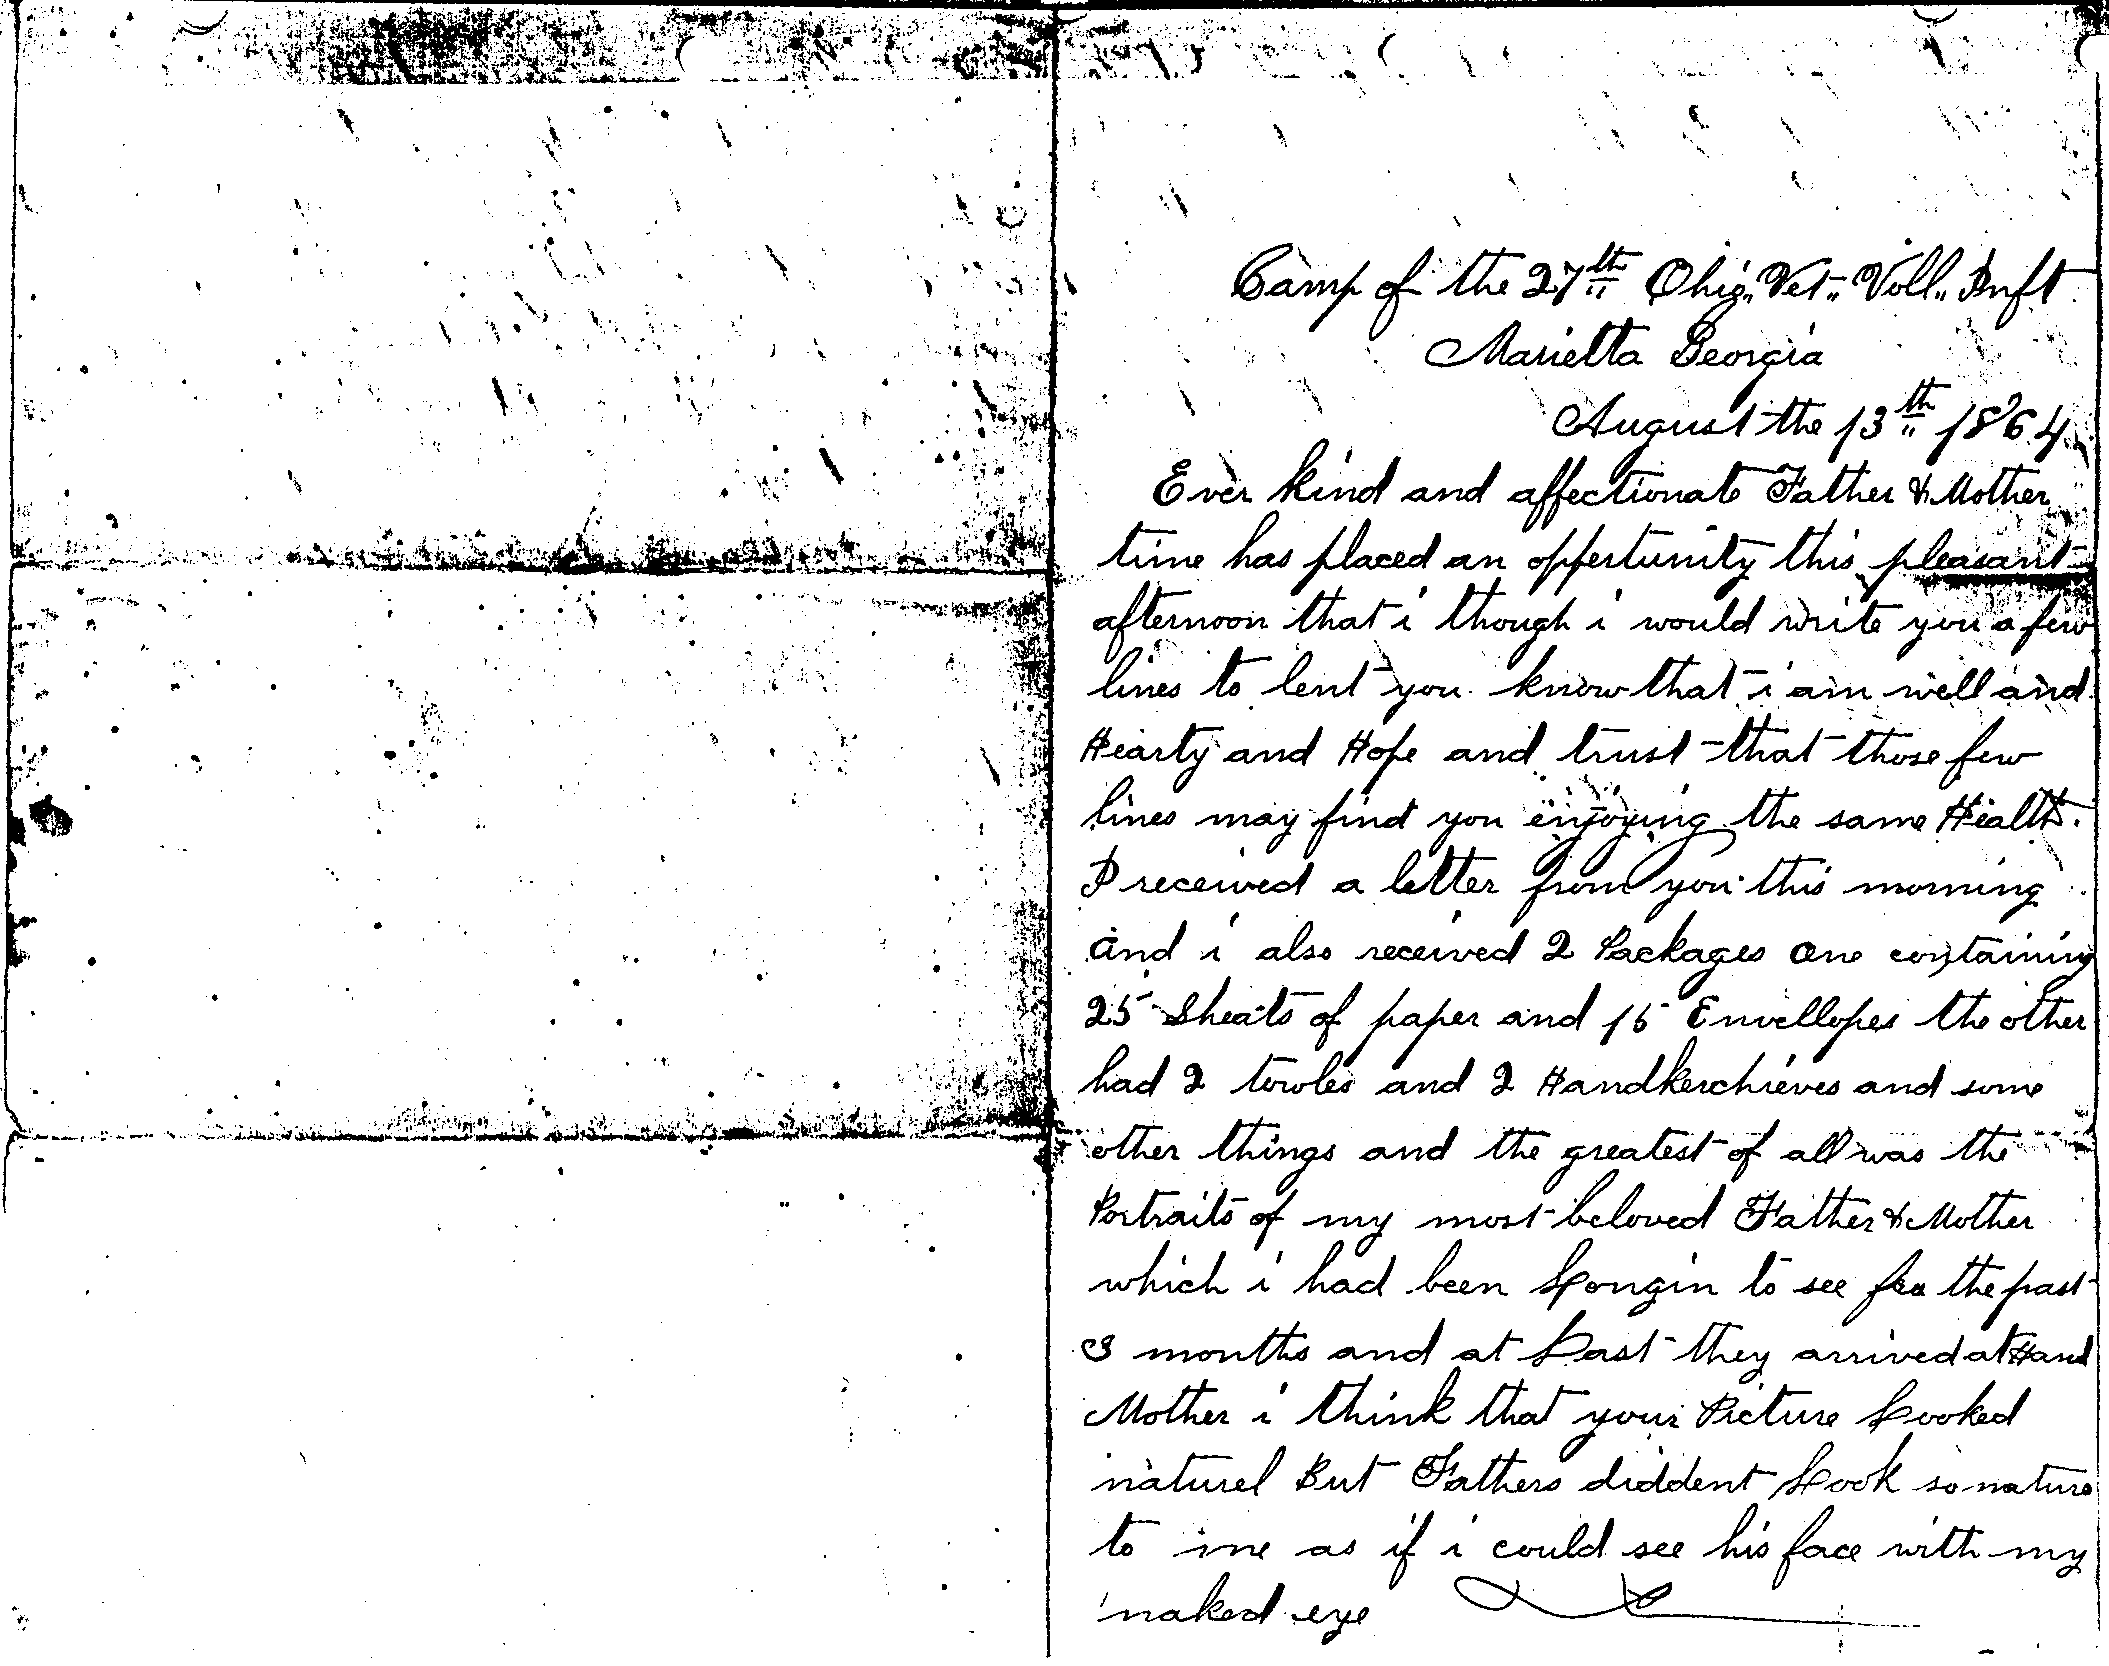 Camp of the 27th Ohio, Vet,, Voll,, Inft
Marietta Georgia
August the 13th 1864
Ever kind and affectionate Father & Mother
time has placed an oppertunity this pleasant
afternoon that i though i would write you a few
lines to lent you know that i am well and
Hearty and Hope and trust that those few
lines may find you enjoying the same Health.
I received a letter from you this morning
and i also received 2 Packages one containing
25 Sheats of paper and 15 Envellopes the other
had 2 towles and 2 Handkerchieves and some
other things and the greatest of all was the
Portraits of my most beloved Father & Mother
which i had been Longin to see for the past
3 months and at Last they arrived at Hand
Mother i think that your Picture Looked
naturel But Fathers diddent Look so nature
to me as if i could see his face with my
naked eye